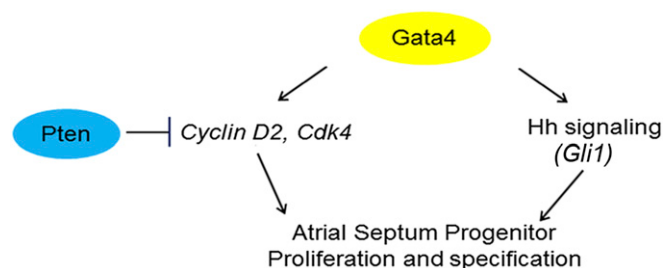 Gata4
Pten
Cyclin D2, Cdk4
Hh signaling
(Gli1)
Atrial Septum Progenitor
Proliferation and specification